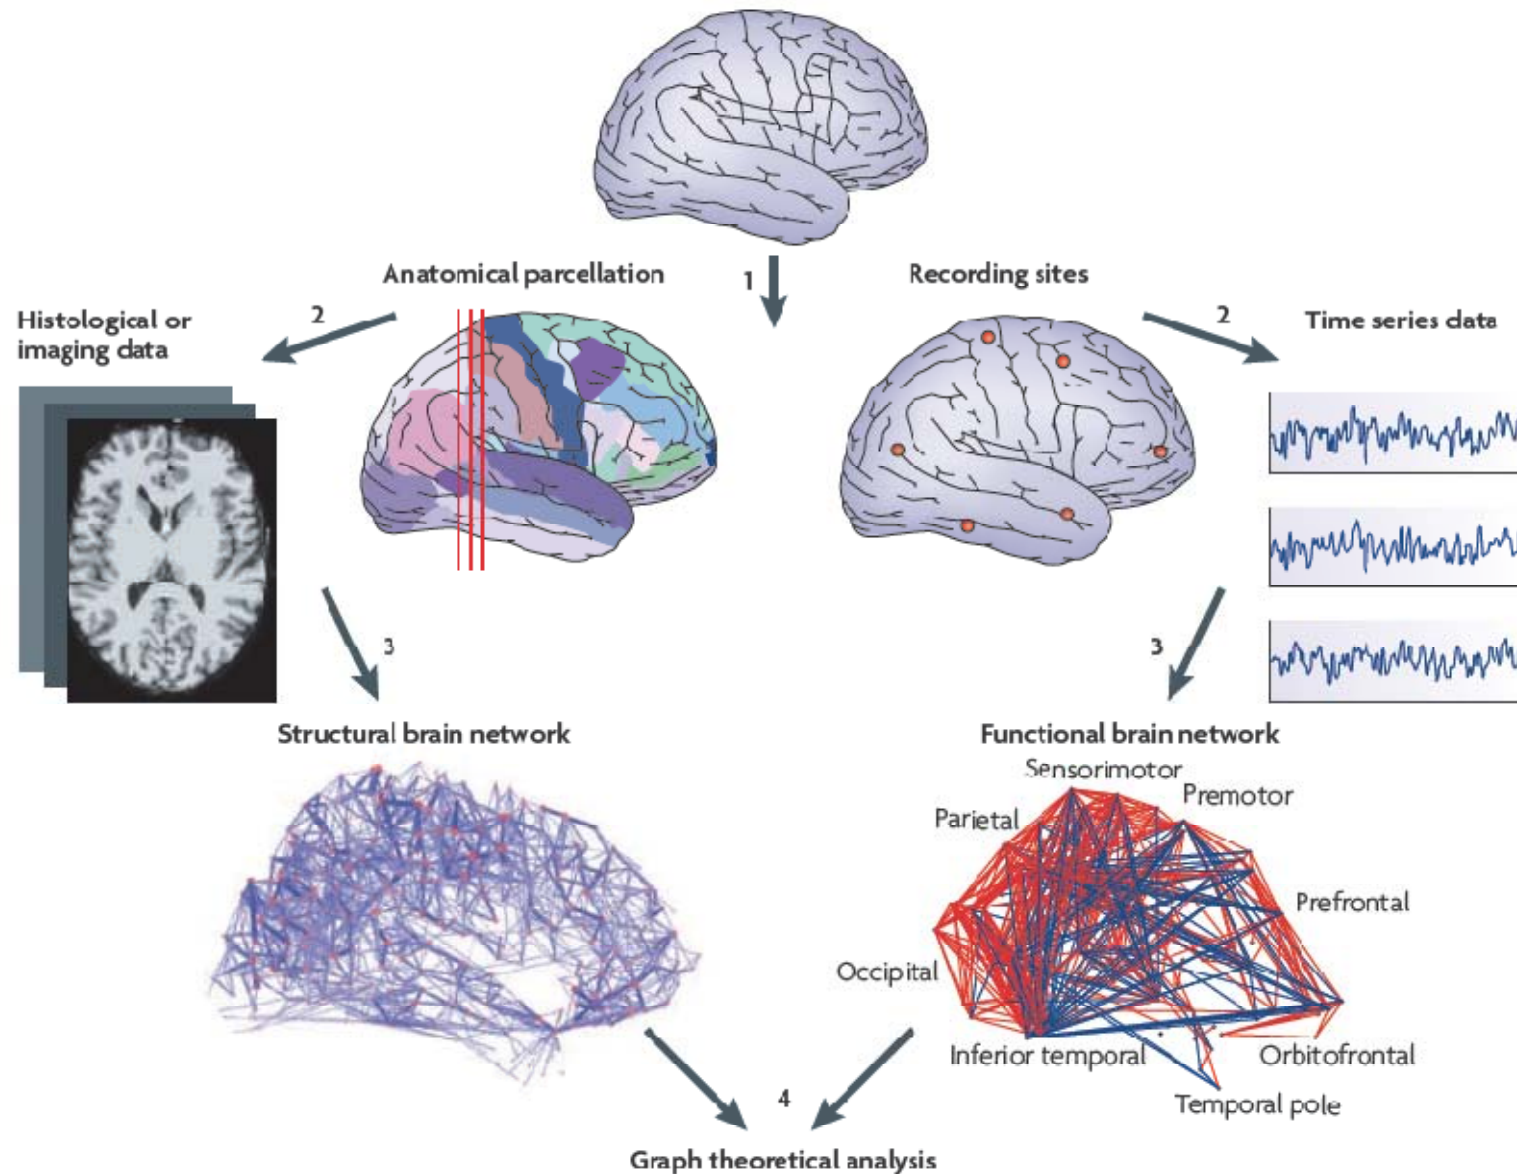 Anatomical parcellation
1
Recording sites
Histological or
imaging data
2
2
Time series data
3
3
Structural brain network
Functional brain network
Sensorimotor
Premotor
Parietal
Prefrontal
Occipital
Inferior temporal
Orbitofrontal
Temporal pole
4
Graph theoretical analysis